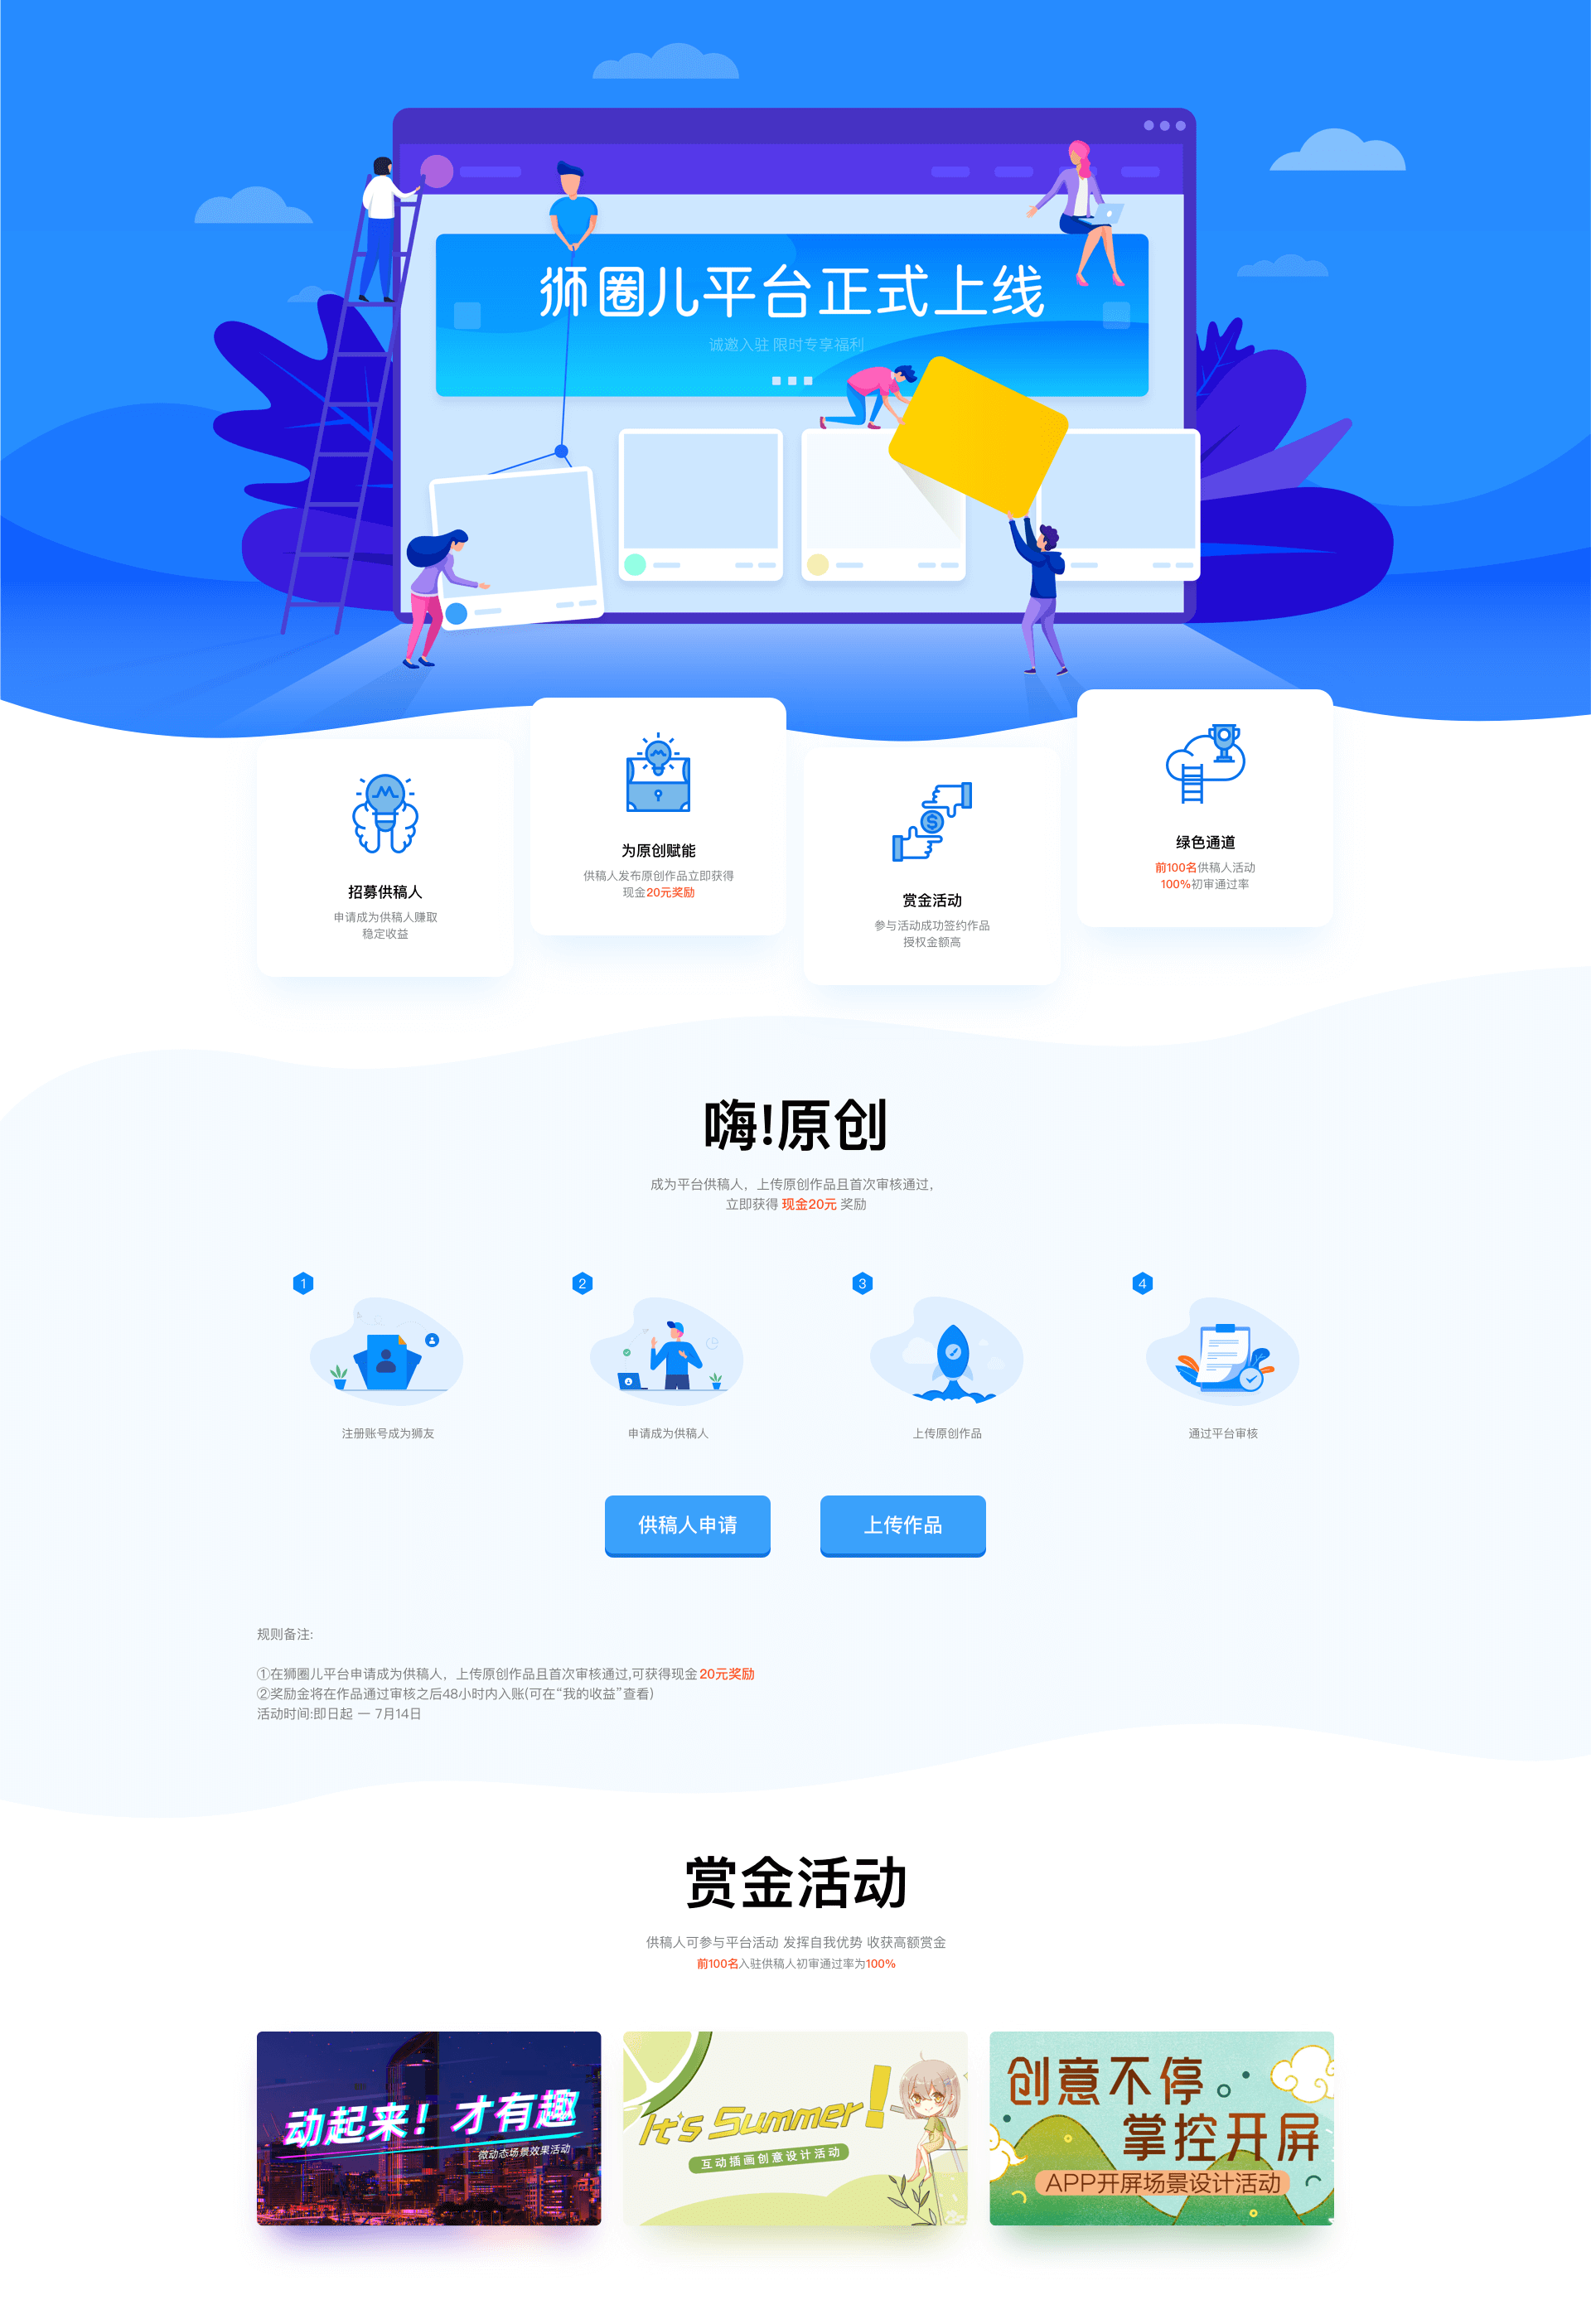 狮圈儿平台正式上线
诚邀入驻 限时专享福利
招募供稿人
申请成为供稿人赚取
稳定收益
为原创赋能
供稿人发布原创作品立即获得
现金20元奖励
赏金活动
参与活动成功签约作品
授权金额高
绿色通道
前100名供稿人活动
100%初审通过率
嗨!原创
成为平台供稿人，上传原创作品且首次审核通过，
立即获得 现金20元 奖励
1
注册账号成为狮友
2
申请成为供稿人
3
上传原创作品
4
通过平台审核
供稿人申请
上传作品
规则备注:
①在狮圈儿平台申请成为供稿人，上传原创作品且首次审核通过,可获得现金20元奖励
②奖励金将在作品通过审核之后48小时内入账(可在“我的收益”查看)
活动时间:即日起 一 7月14日
赏金活动
供稿人可参与平台活动 发挥自我优势 收获高额赏金
前100名入驻供稿人初审通过率为100%
动起来！才有趣
微动态场景效果活动
It's Summer!
互动插画创意设计活动
创意不停
掌控开屏
APP开屏场景设计活动